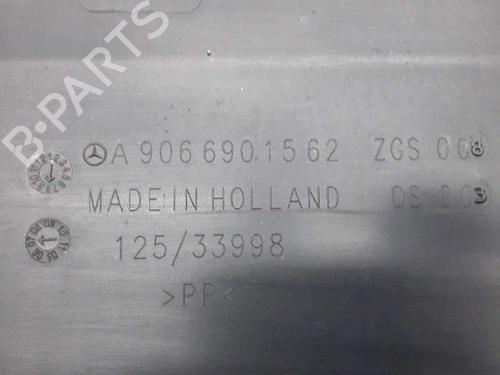 A 906 690 15 62 ZGS 008
MADE IN HOLLAND QS 003
125/33998
>PP<
B-PARTS